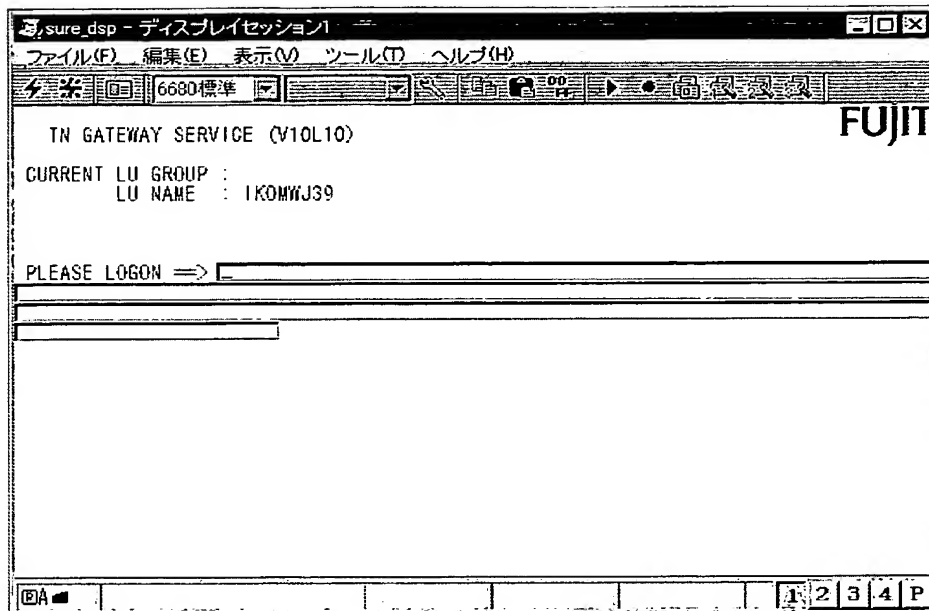 sure_dsp - ディスプレイセッション1
ファイル(F) 編集(E) 表示(V) ツール(T) ヘルプ(H)
6680標準
FUJIT
TN GATEWAY SERVICE (V10L10)
CURRENT LU GROUP :
LU NAME : IKOMWJ39
PLEASE LOGON ==> _
A
1 2 3 4 P